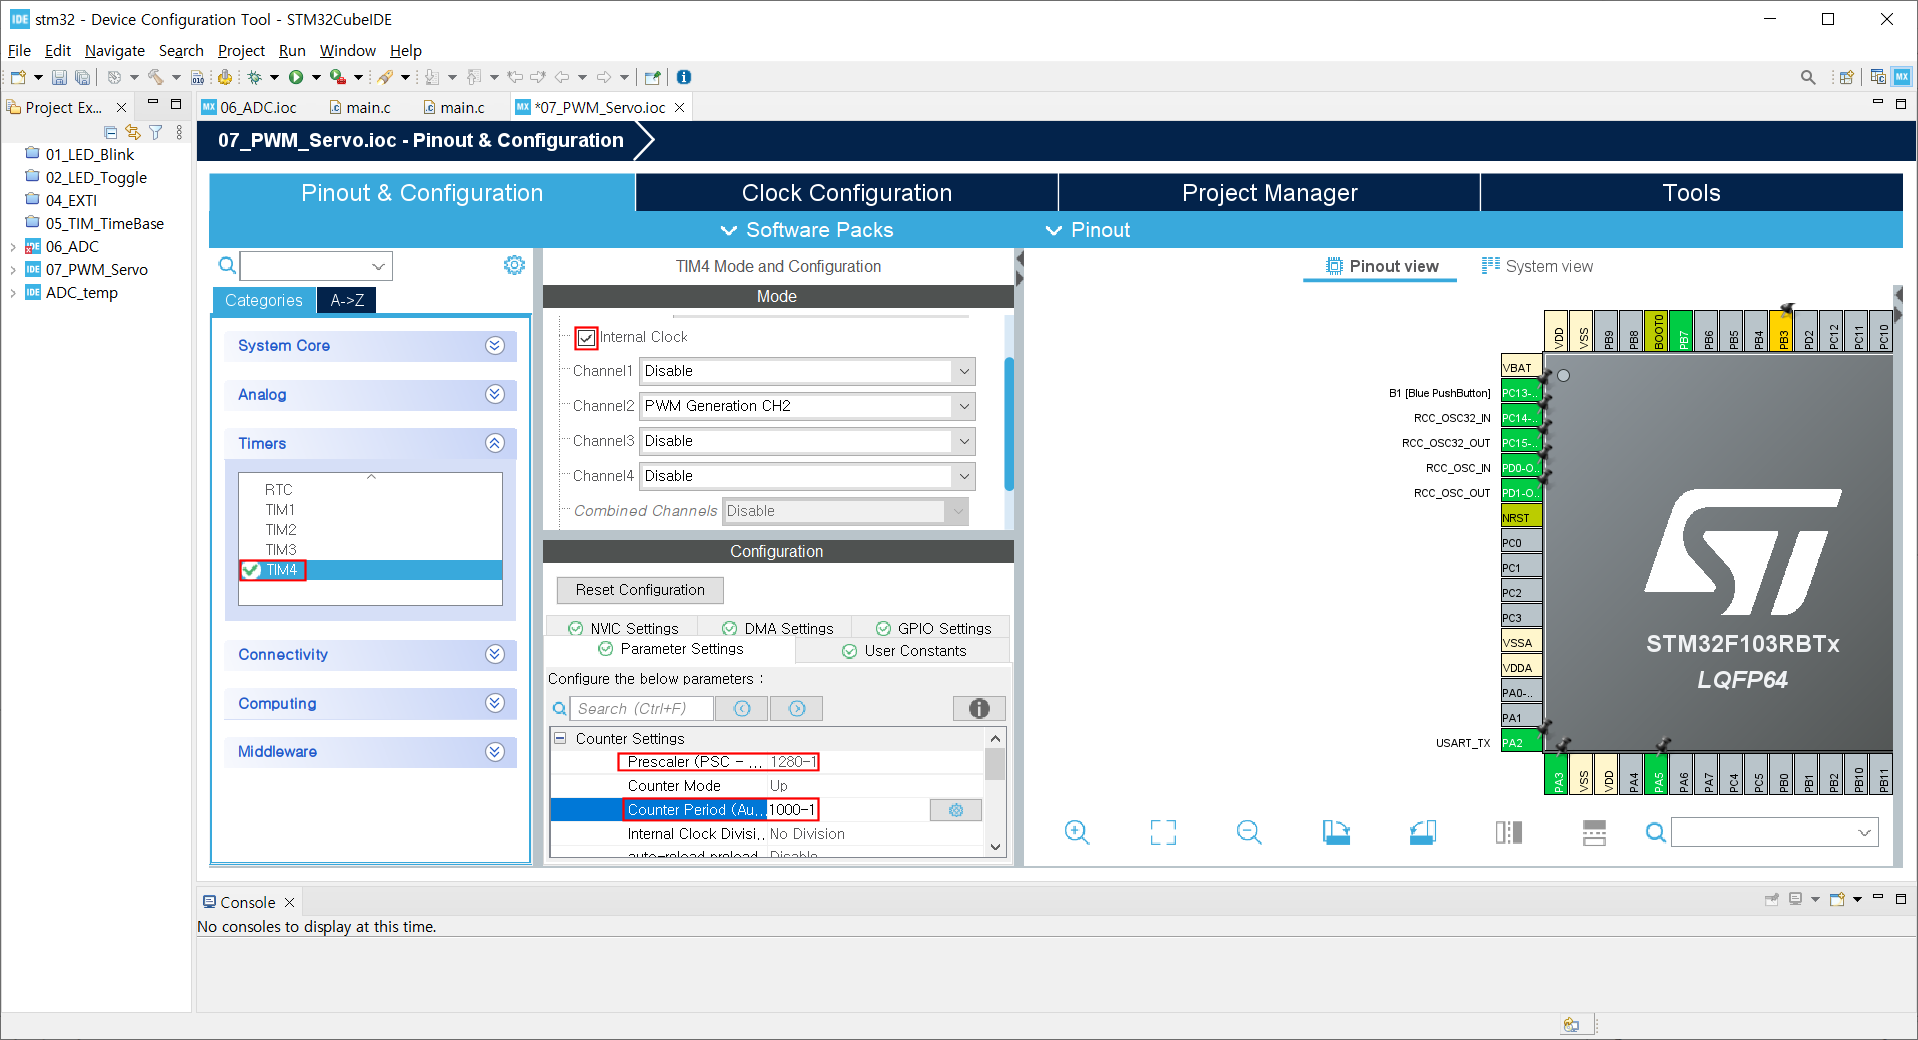 stm32 - Device Configuration Tool - STM32CubeIDE
File Edit Navigate Search Project Run Window Help
Project Ex...
06_ADC.ioc
main.c
main.c
*07_PWM_Servo.ioc
01_LED_Blink
02_LED_Toggle
04_EXTI
05_TIM_TimeBase
06_ADC
07_PWM_Servo
ADC_temp
07_PWM_Servo.ioc - Pinout & Configuration
Pinout & Configuration
Clock Configuration
Project Manager
Tools
Software Packs
Pinout
Categories
A->Z
System Core
Analog
Timers
RTC
TIM1
TIM2
TIM3
TIM4
Connectivity
Computing
Middleware
TIM4 Mode and Configuration
Mode
Internal Clock
Channel1 Disable
Channel2 PWM Generation CH2
Channel3 Disable
Channel4 Disable
Combined Channels Disable
Configuration
Reset Configuration
NVIC Settings
DMA Settings
GPIO Settings
Parameter Settings
User Constants
Configure the below parameters :
Search (Ctrl+F)
Counter Settings
Prescaler (PSC - ... 1280-1
Counter Mode Up
Counter Period (Au... 1000-1
Internal Clock Divisi... No Division
auto-reload preload Disable
Pinout view
System view
VDD
VSS
PB9
PB8
BOOT0
PB7
PB6
PB5
PB4
PB3
PD2
PC12
PC11
PC10
VBAT
B1 [Blue PushButton] PC13-..
RCC_OSC32_IN PC14-..
RCC_OSC32_OUT PC15-..
RCC_OSC_IN PD0-O..
RCC_OSC_OUT PD1-O..
NRST
PC0
PC1
PC2
PC3
VSSA
VDDA
PA0-..
PA1
USART_TX PA2
ST
STM32F103RBTx
LQFP64
PA3
VSS
VDD
PA4
PA5
PA6
PA7
PC4
PC5
PB0
PB1
PB2
PB10
PB11
Console
No consoles to display at this time.